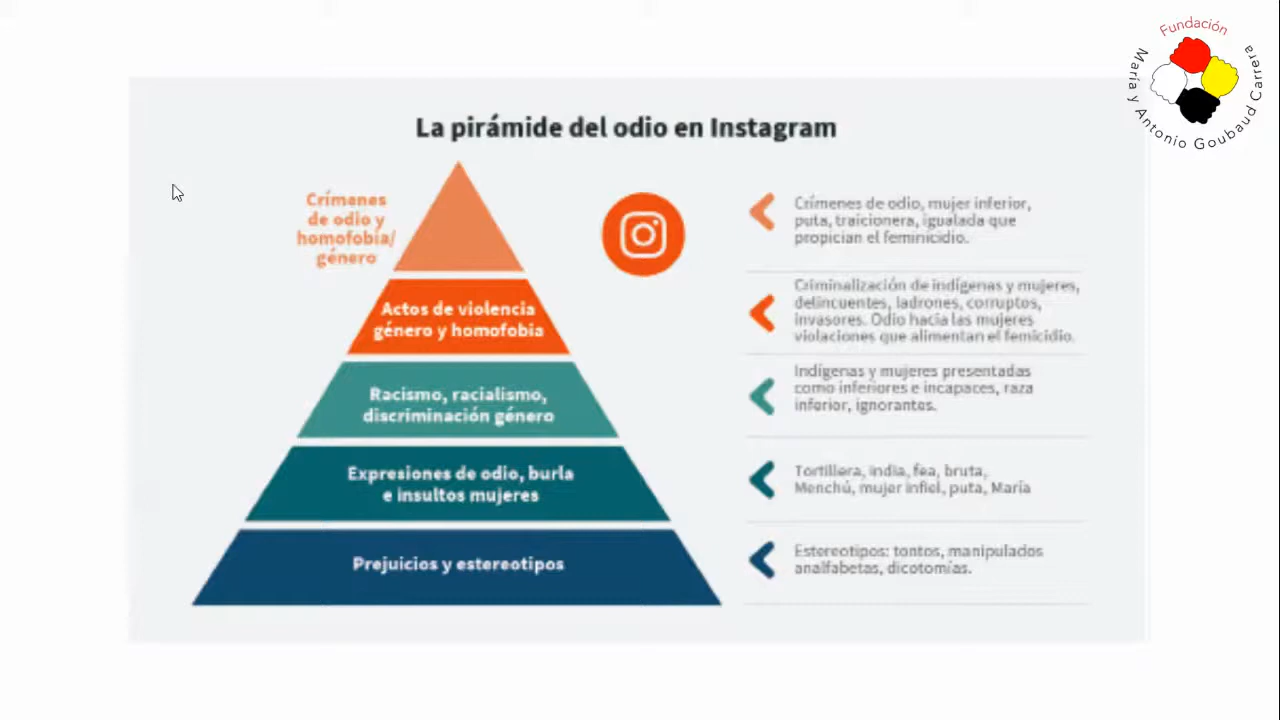 Fundación
María y Antonio Goubaud Carrera
La pirámide del odio en Instagram
Crímenes
de odio y
homofobia/
género
Crímenes de odio, mujer inferior,
puta, traicionera, igualada que
propician el feminicidio.
Actos de violencia
género y homofobia
Criminalización de indígenas y mujeres,
delincuentes, ladrones, corruptos,
invasores. Odio hacia las mujeres
violaciones que alimentan el femicidio.
Racismo, racialismo,
discriminación género
Indígenas y mujeres presentadas
como inferiores e incapaces, raza
inferior, ignorantes.
Expresiones de odio, burla
e insultos mujeres
Tortillera, india, fea, bruta,
Menchú, mujer infiel, puta, María
Prejuicios y estereotipos
Estereotipos: tontos, manipulados
analfabetas, dicotomías.